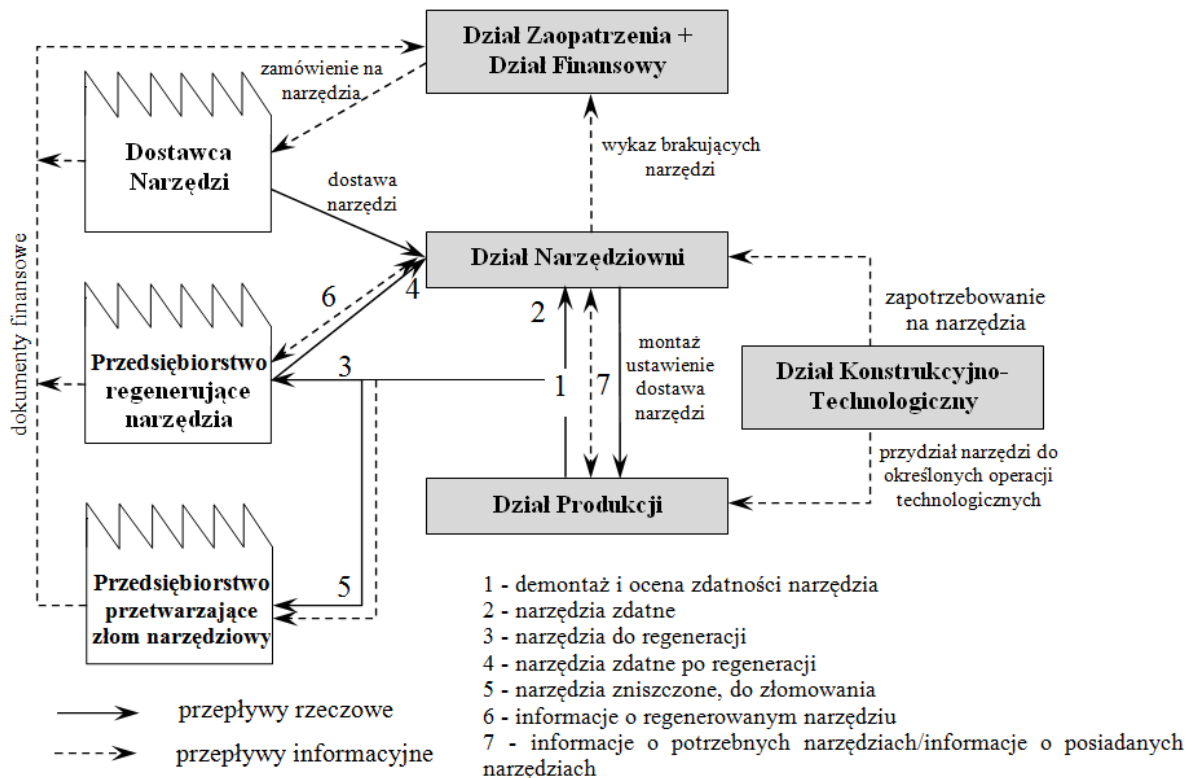 Dział Zaopatrzenia +
Dział Finansowy
zamówienie na
narzędzia
Dostawca
Narzędzi
wykaz brakujących
narzędzi
dostawa
narzędzi
dokumenty finansowe
Dział Narzędziowni
6
4
2
zapotrzebowanie
na narzędzia
montaż
ustawienie
dostawa
narzędzi
Przedsiębiorstwo
regenerujące
narzędzia
3
1
7
Dział Konstrukcyjno-
Technologiczny
przydział narzędzi do
określonych operacji
technologicznych
Dział Produkcji
Przedsiębiorstwo
przetwarzające
złom narzędziowy
5
1 - demontaż i ocena zdatności narzędzia
2 - narzędzia zdatne
3 - narzędzia do regeneracji
4 - narzędzia zdatne po regeneracji
5 - narzędzia zniszczone, do złomowania
6 - informacje o regenerowanym narzędziu
7 - informacje o potrzebnych narzędziach/informacje o posiadanych
narzędziach
przepływy rzeczowe
przepływy informacyjne